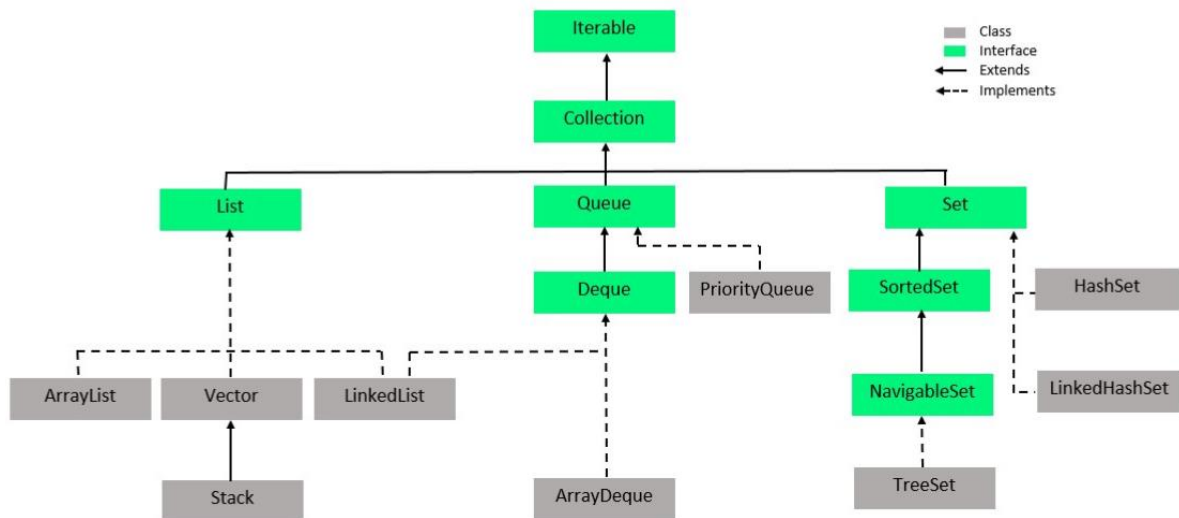 Iterable
Class
Interface
Extends
Implements
Collection
List
Queue
Set
Deque
PriorityQueue
SortedSet
HashSet
ArrayList
Vector
LinkedList
NavigableSet
LinkedHashSet
Stack
ArrayDeque
TreeSet